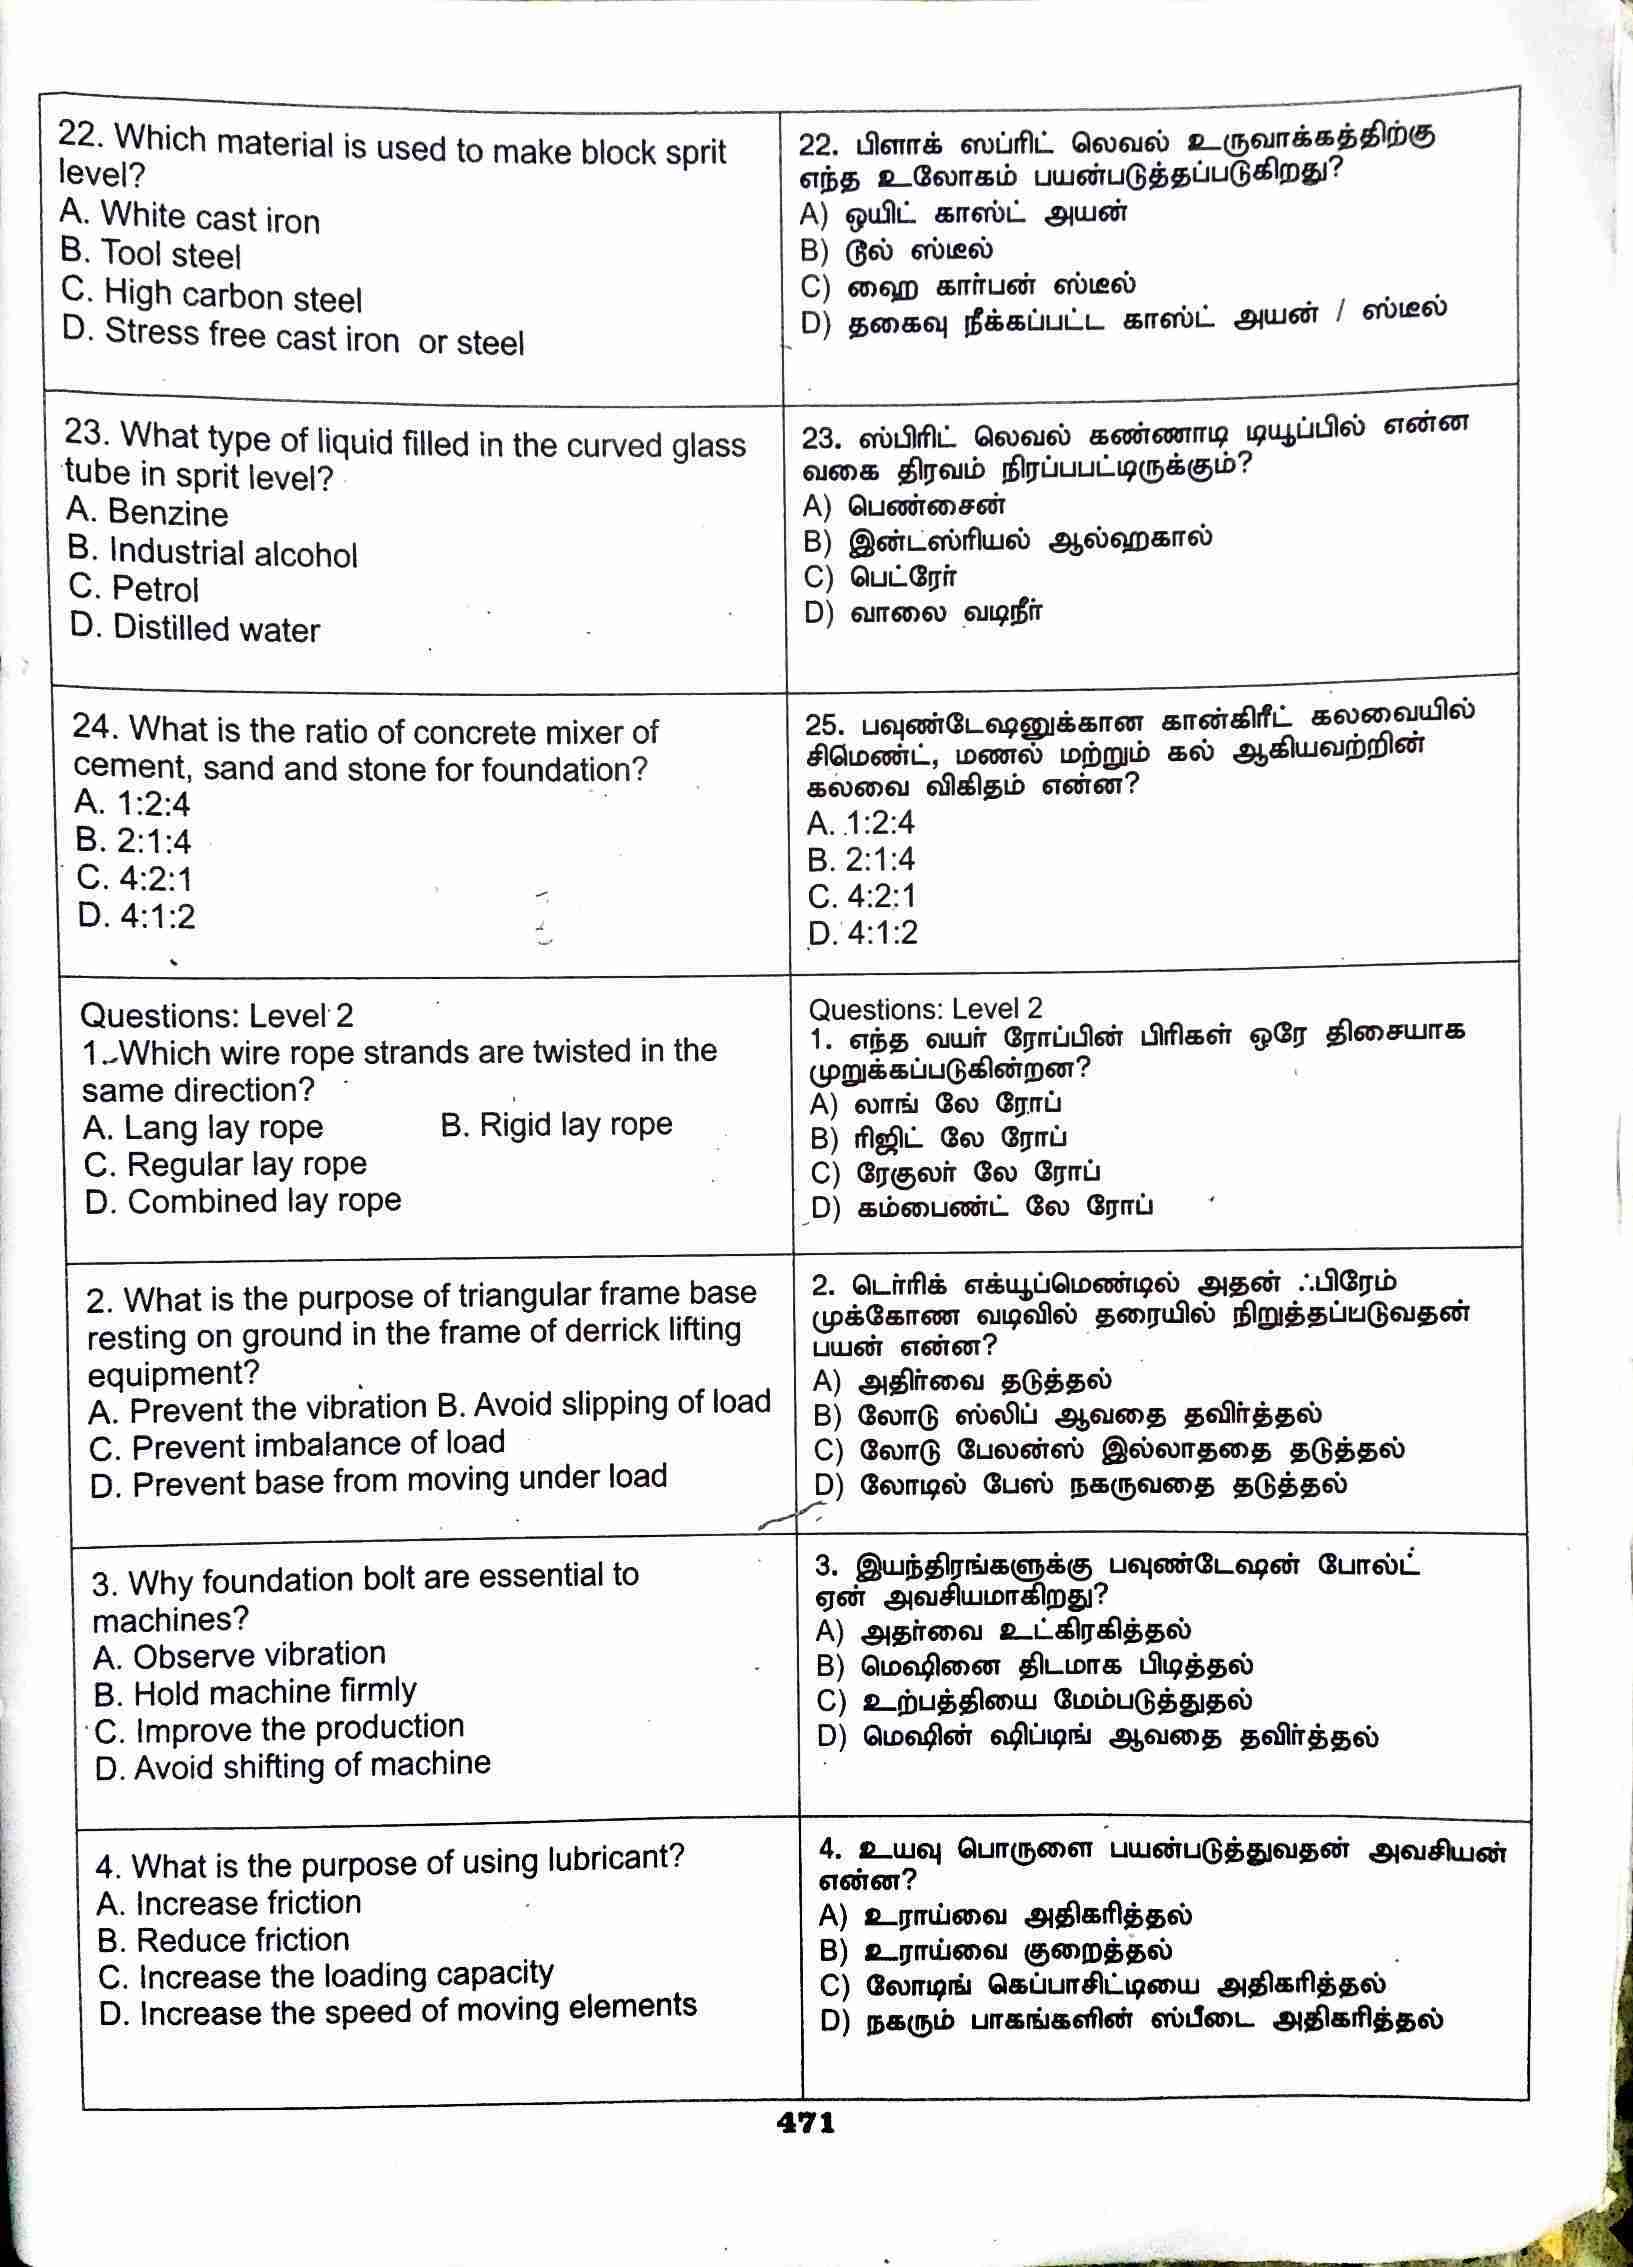 22. Which material is used to make block sprit
level?
A. White cast iron
B. Tool steel
C. High carbon steel
D. Stress free cast iron or steel
22. பிளாக் ஸப்ரிட் லெவல் உருவாக்கத்திற்கு
எந்த உலோகம் பயன்படுத்தப்படுகிறது?
A) ஒயிட் காஸ்ட் அயன்
B) டூல் ஸ்டீல்
C) ஹை கார்பன் ஸ்டீல்
D) தகைவு நீக்கப்பட்ட காஸ்ட் அயன் / ஸ்டீல்
23. What type of liquid filled in the curved glass
tube in sprit level?
A. Benzine
B. Industrial alcohol
C. Petrol
D. Distilled water
23. ஸ்பிரிட் லெவல் கண்ணாடி டியூப்பில் என்ன
வகை திரவம் நிரப்பபட்டிருக்கும்?
A) பெண்சைன்
B) இன்டஸ்ரியல் ஆல்ஹகால்
C) பெட்ரேர்
D) வாலை வடிநீர்
24. What is the ratio of concrete mixer of
cement, sand and stone for foundation?
A. 1:2:4
B. 2:1:4
C. 4:2:1
D. 4:1:2
25. பவுண்டேஷனுக்கான கான்கிரீட் கலவையில்
சிமெண்ட், மணல் மற்றும் கல் ஆகியவற்றின்
கலவை விகிதம் என்ன?
A. 1:2:4
B. 2:1:4
C. 4:2:1
D. 4:1:2
Questions: Level 2
1. Which wire rope strands are twisted in the
same direction?
A. Lang lay rope B. Rigid lay rope
C. Regular lay rope
D. Combined lay rope
Questions: Level 2
1. எந்த வயர் ரோப்பின் பிரிகள் ஒரே திசையாக
முறுக்கப்படுகின்றன?
A) லாங் லே ரோப்
B) ரிஜிட் லே ரோப்
C) ரேகுலர் லே ரோப்
D) கம்பைண்ட் லே ரோப்
2. What is the purpose of triangular frame base
resting on ground in the frame of derrick lifting
equipment?
A. Prevent the vibration B. Avoid slipping of load
C. Prevent imbalance of load
D. Prevent base from moving under load
2. டெர்ரிக் எக்யூப்மெண்டில் அதன் ஃபிரேம்
முக்கோண வடிவில் தரையில் நிறுத்தப்படுவதன்
பயன் என்ன?
A) அதிர்வை தடுத்தல்
B) லோடு ஸ்லிப் ஆவதை தவிர்த்தல்
C) லோடு பேலன்ஸ் இல்லாததை தடுத்தல்
D) லோடில் பேஸ் நகருவதை தடுத்தல்
3. Why foundation bolt are essential to
machines?
A. Observe vibration
B. Hold machine firmly
C. Improve the production
D. Avoid shifting of machine
3. இயந்திரங்களுக்கு பவுண்டேஷன் போல்ட்
ஏன் அவசியமாகிறது?
A) அதர்வை உட்கிரகித்தல்
B) மெஷினை திடமாக பிடித்தல்
C) உற்பத்தியை மேம்படுத்துதல்
D) மெஷின் ஷிப்டிங் ஆவதை தவிர்த்தல்
4. What is the purpose of using lubricant?
A. Increase friction
B. Reduce friction
C. Increase the loading capacity
D. Increase the speed of moving elements
4. உயவு பொருளை பயன்படுத்துவதன் அவசியன்
என்ன?
A) உராய்வை அதிகரித்தல்
B) உராய்வை குறைத்தல்
C) லோடிங் கெப்பாசிட்டியை அதிகரித்தல்
D) நகரும் பாகங்களின் ஸ்பீடை அதிகரித்தல்
471